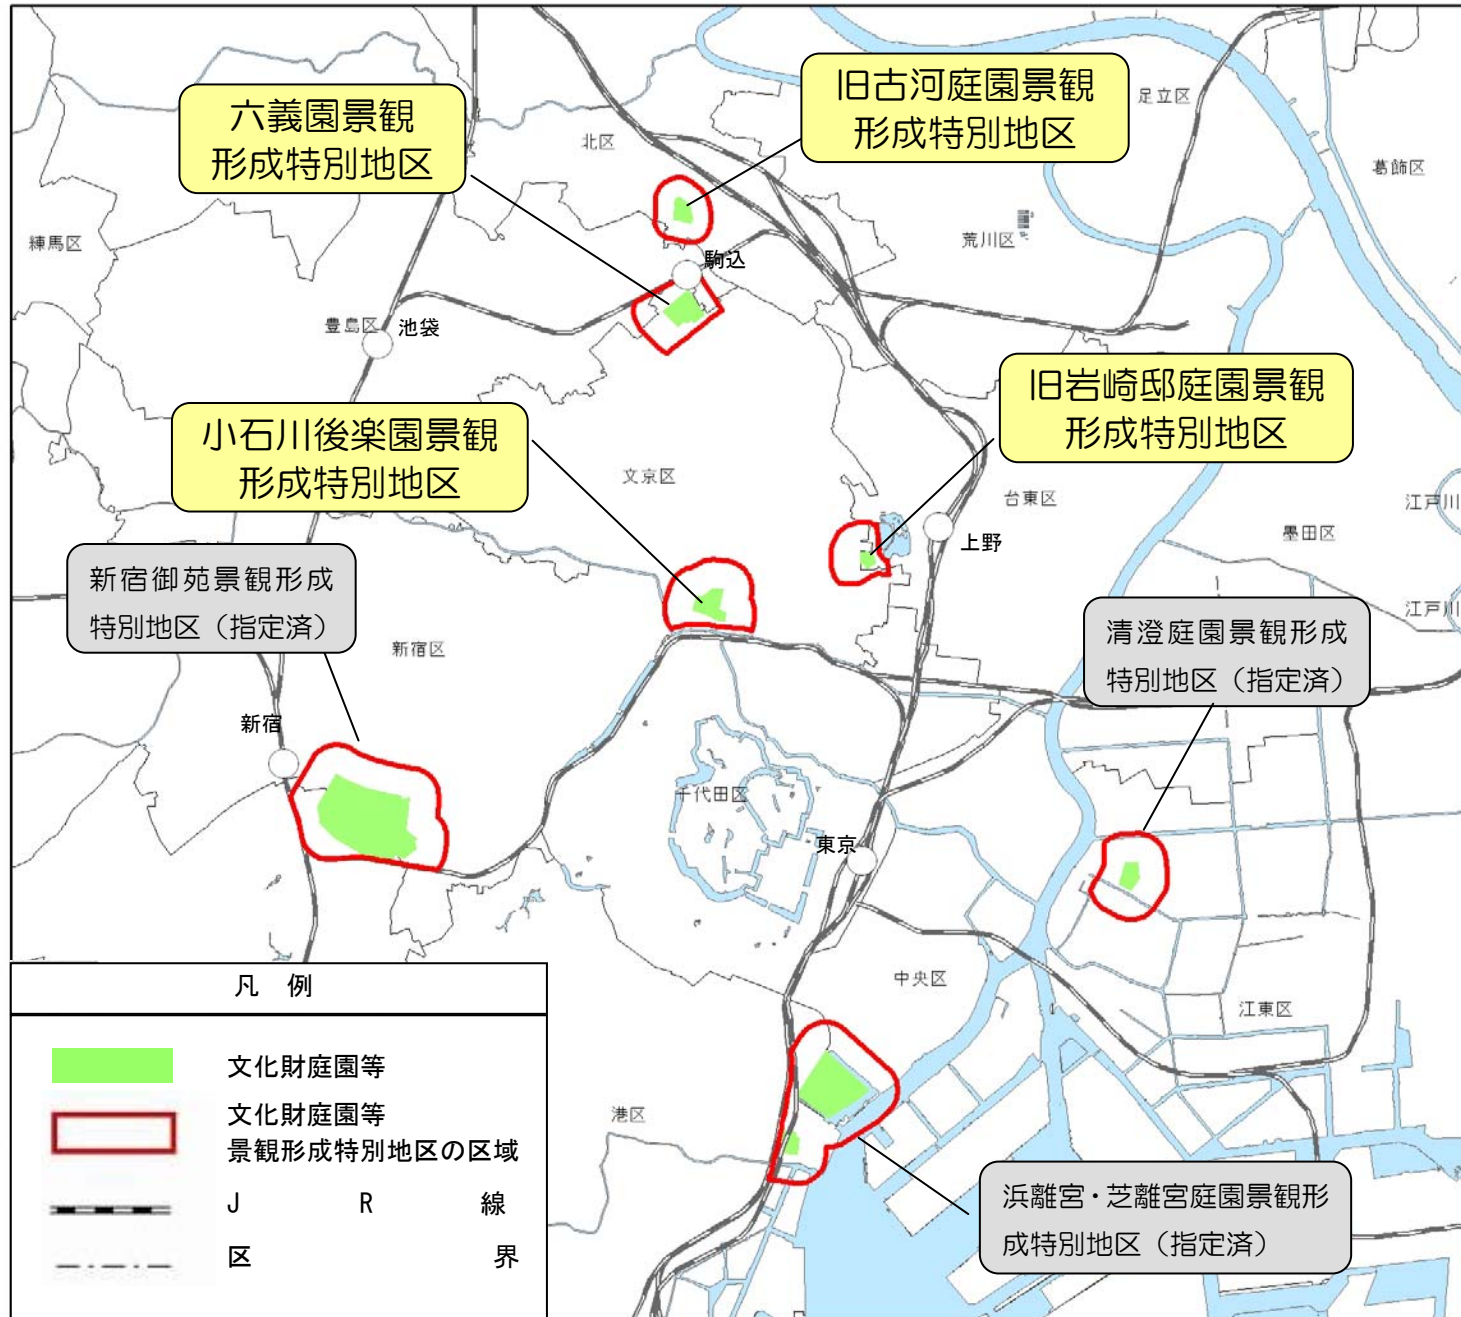 旧古河庭園景観
形成特別地区
六義園景観
形成特別地区
足立区
北区
葛飾区
練馬区
荒川区
駒込
豊島区
池袋
旧岩崎邸庭園景観
形成特別地区
小石川後楽園景観
形成特別地区
文京区
台東区
江戸川
上野
墨田区
新宿御苑景観形成
特別地区（指定済）
江戸川
清澄庭園景観形成
特別地区（指定済）
新宿区
新宿
千代田区
東京
中央区
江東区
港区
浜離宮・芝離宮庭園景観形
成特別地区（指定済）
凡 例
文化財庭園等
文化財庭園等
景観形成特別地区の区域
J R 線
区 界